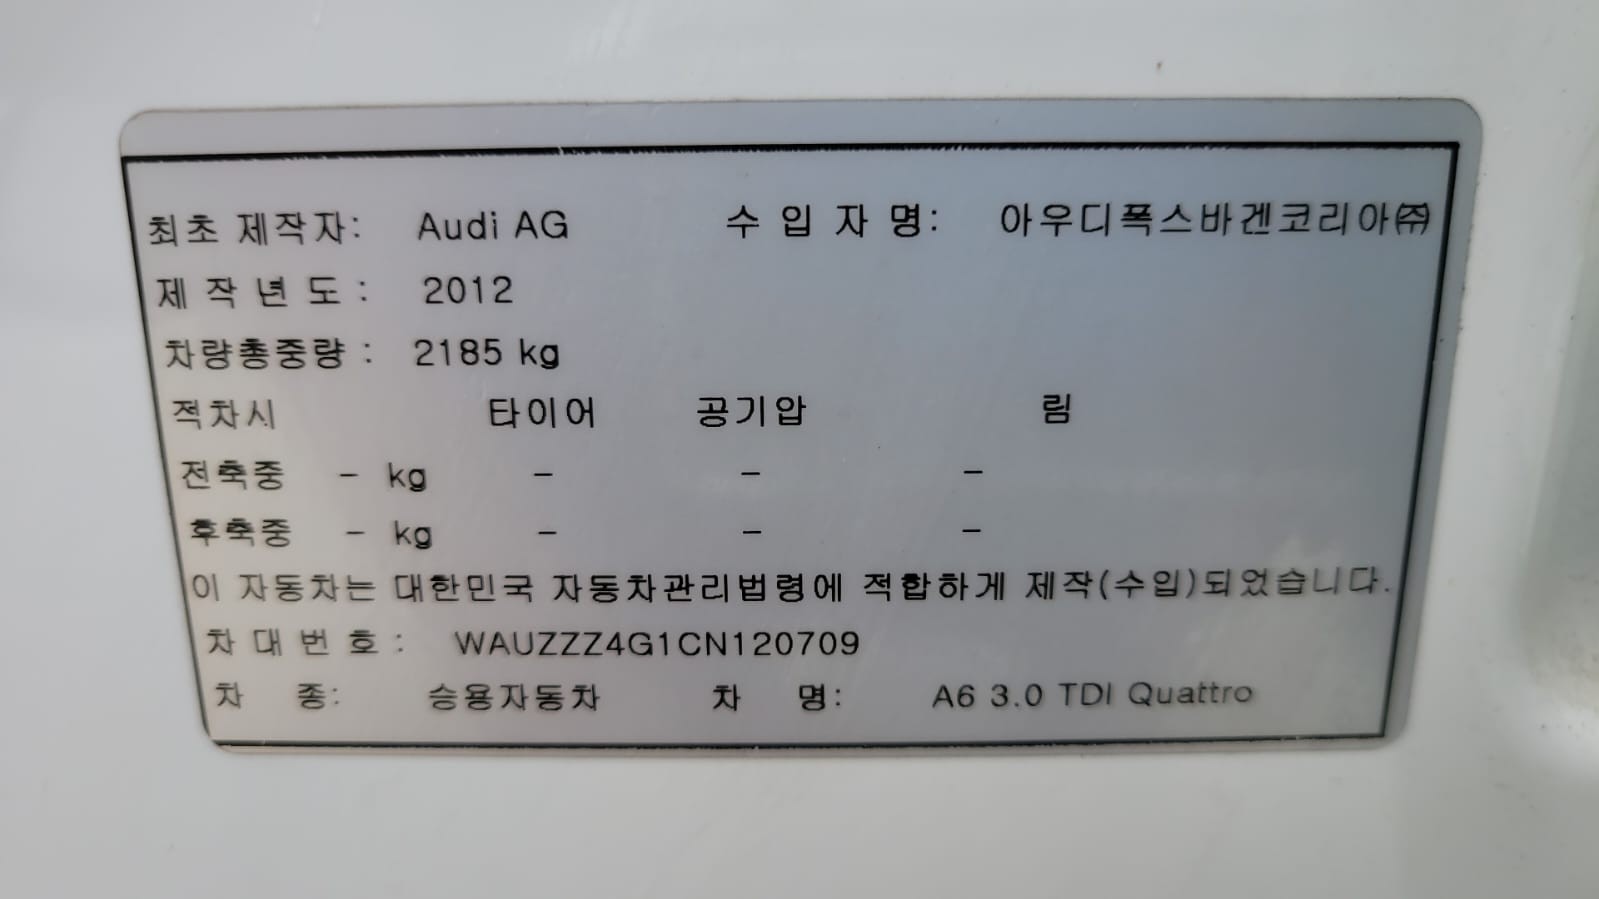 최초 제작자: Audi AG 수 입 자 명: 아우디폭스바겐코리아㈜
제 작 년 도 : 2012
차량총중량 : 2185 kg
적차시 타이어 공기압 림
전축중 - kg - - -
후축중 - kg - - -
이 자동차는 대한민국 자동차관리법령에 적합하게 제작(수입)되었습니다.
차 대 번 호 : WAUZZZ4G1CN120709
차 종: 승용자동차 차 명: A6 3.0 TDI Quattro